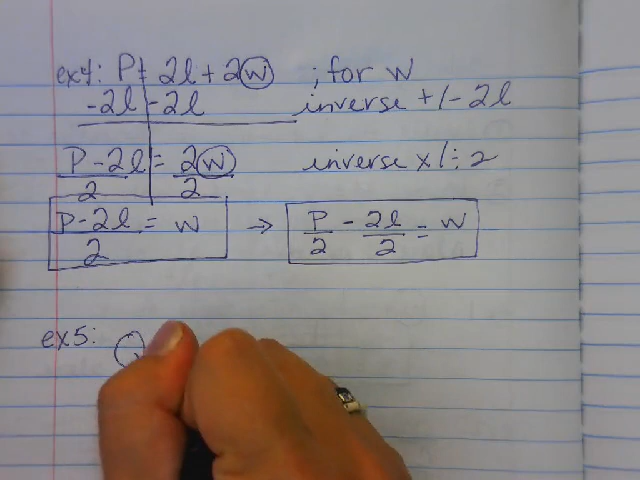 ex4: P = 2l + 2w ; for w
-2l -2l inverse +/- 2l
P - 2l = 2w inverse x/÷ 2
2 2
P - 2l = w → P - 2l = w
2 2 2
ex5: Q